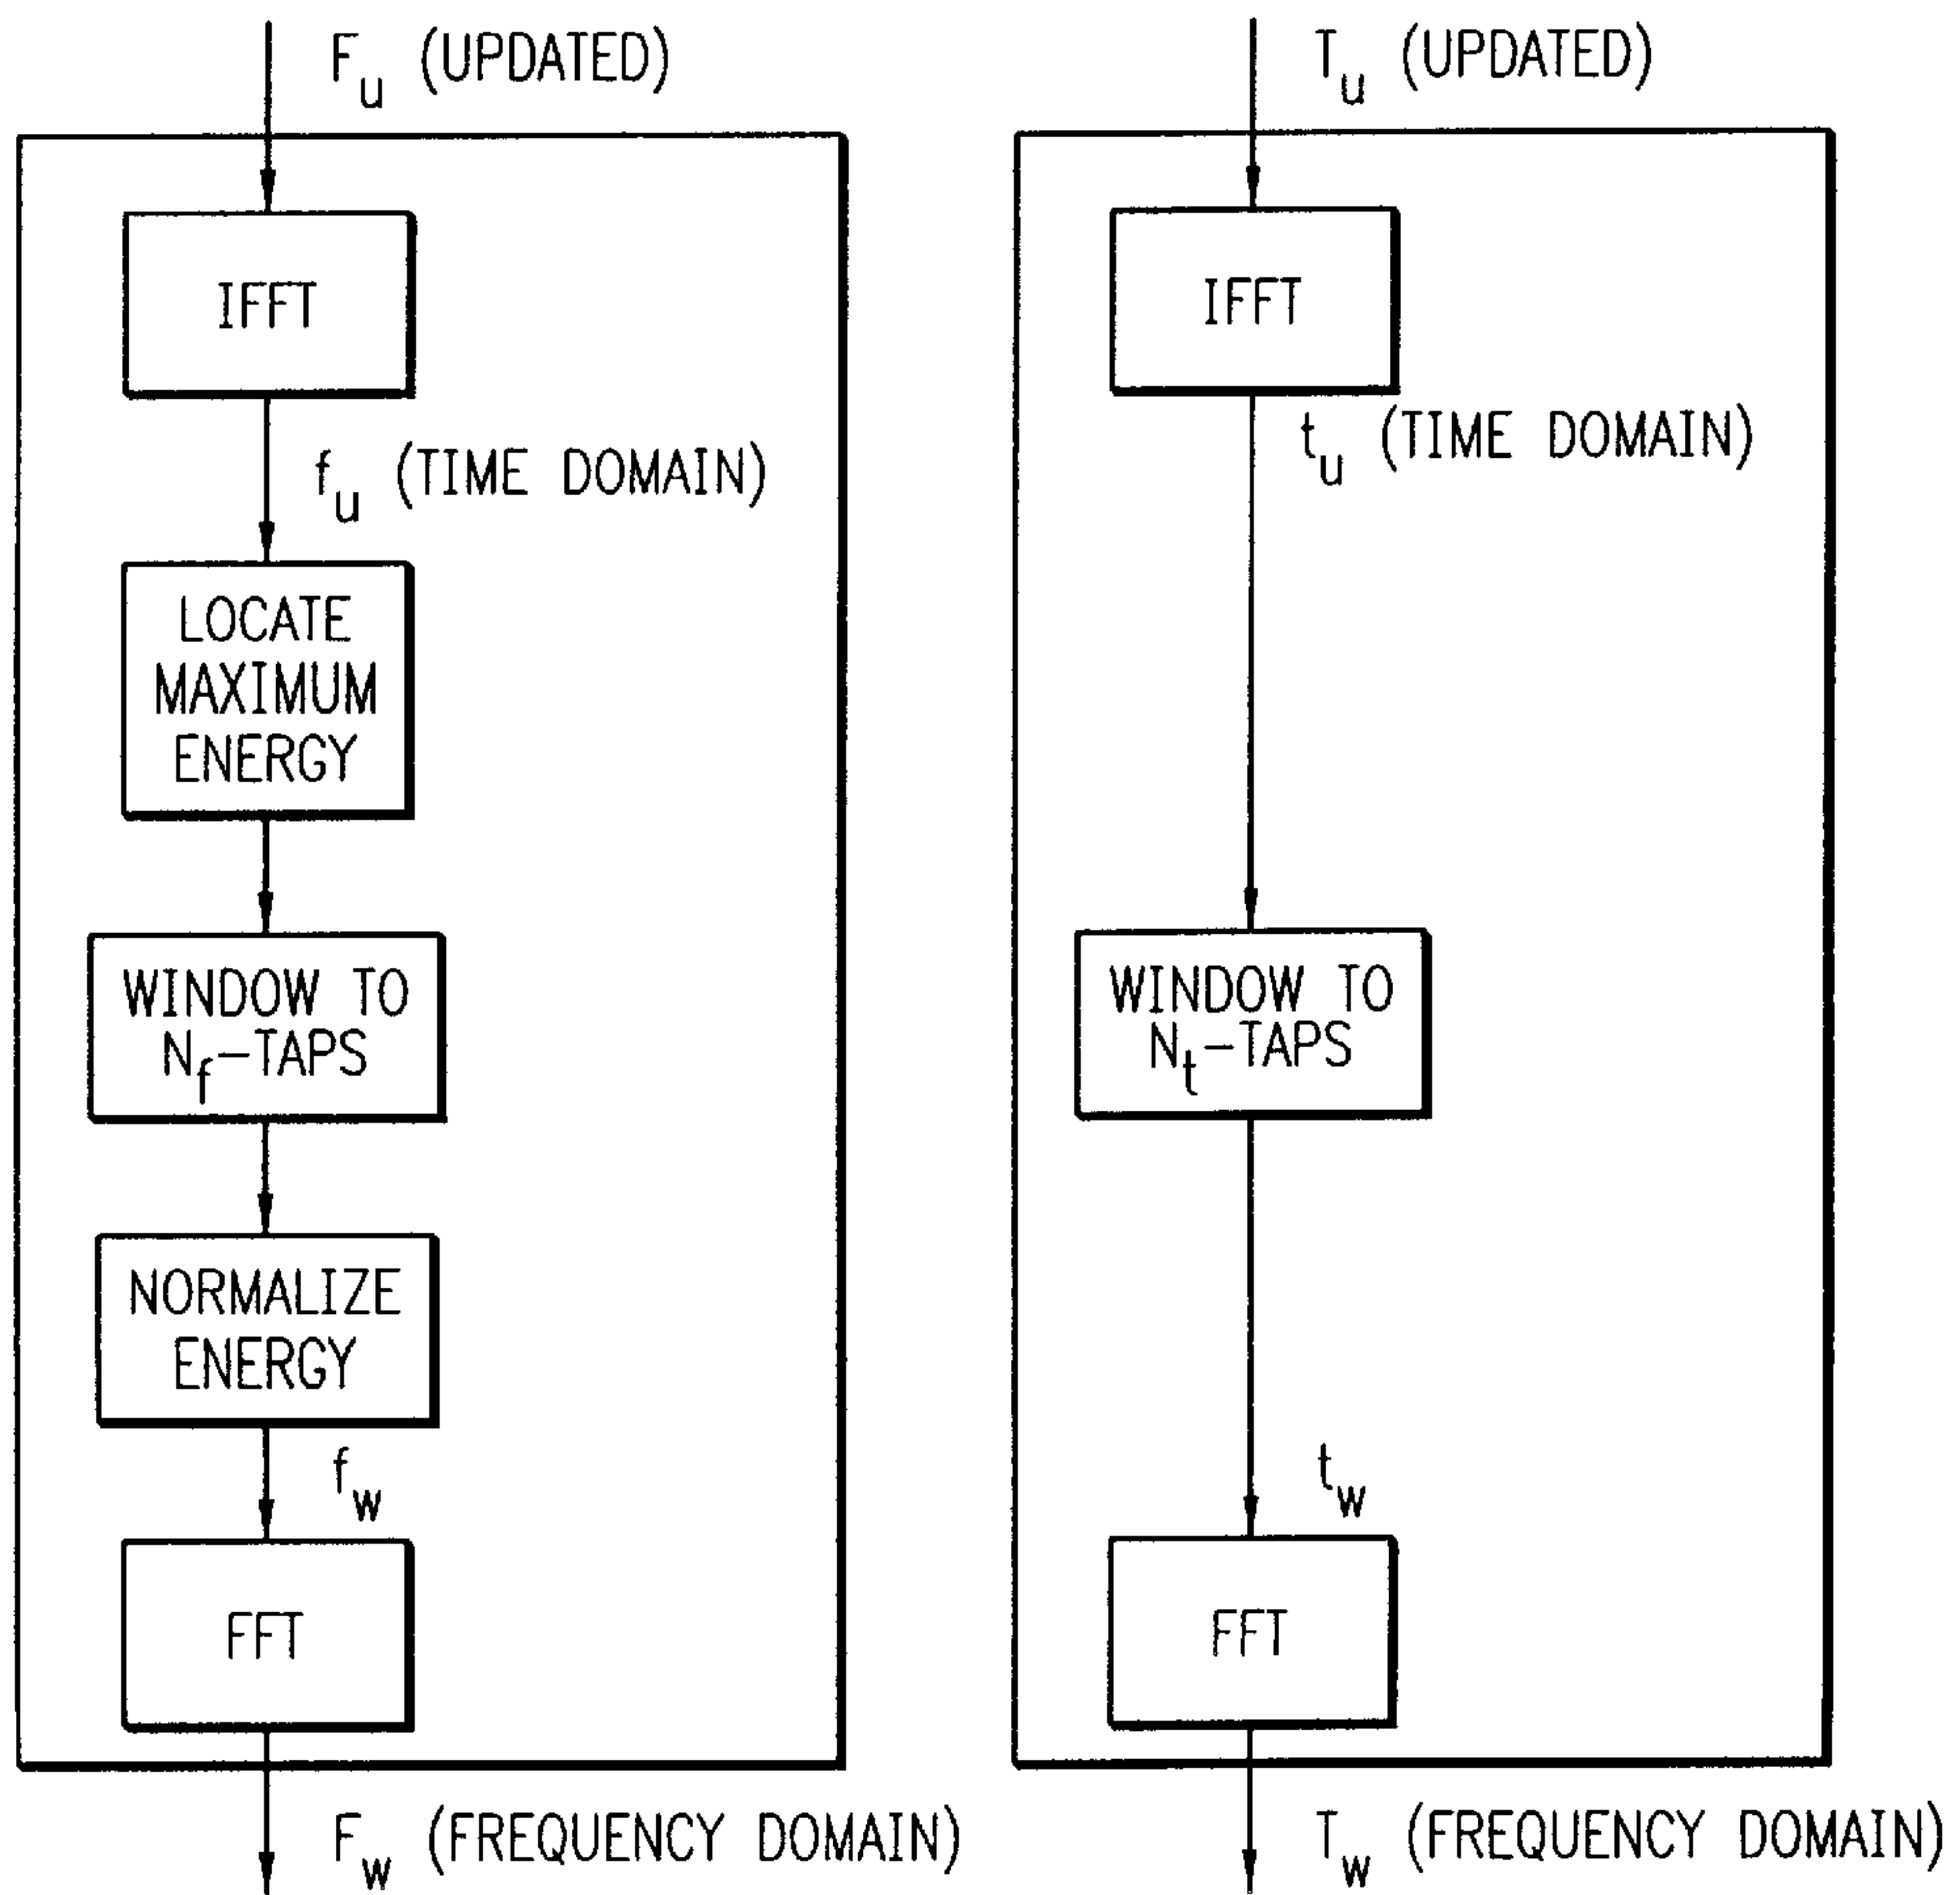 F_u (UPDATED)
IFFT
f_u (TIME DOMAIN)
LOCATE
MAXIMUM
ENERGY
WINDOW TO
N_f-TAPS
NORMALIZE
ENERGY
f_w
FFT
F_w (FREQUENCY DOMAIN)
T_u (UPDATED)
IFFT
t_u (TIME DOMAIN)
WINDOW TO
N_t-TAPS
t_w
FFT
T_w (FREQUENCY DOMAIN)